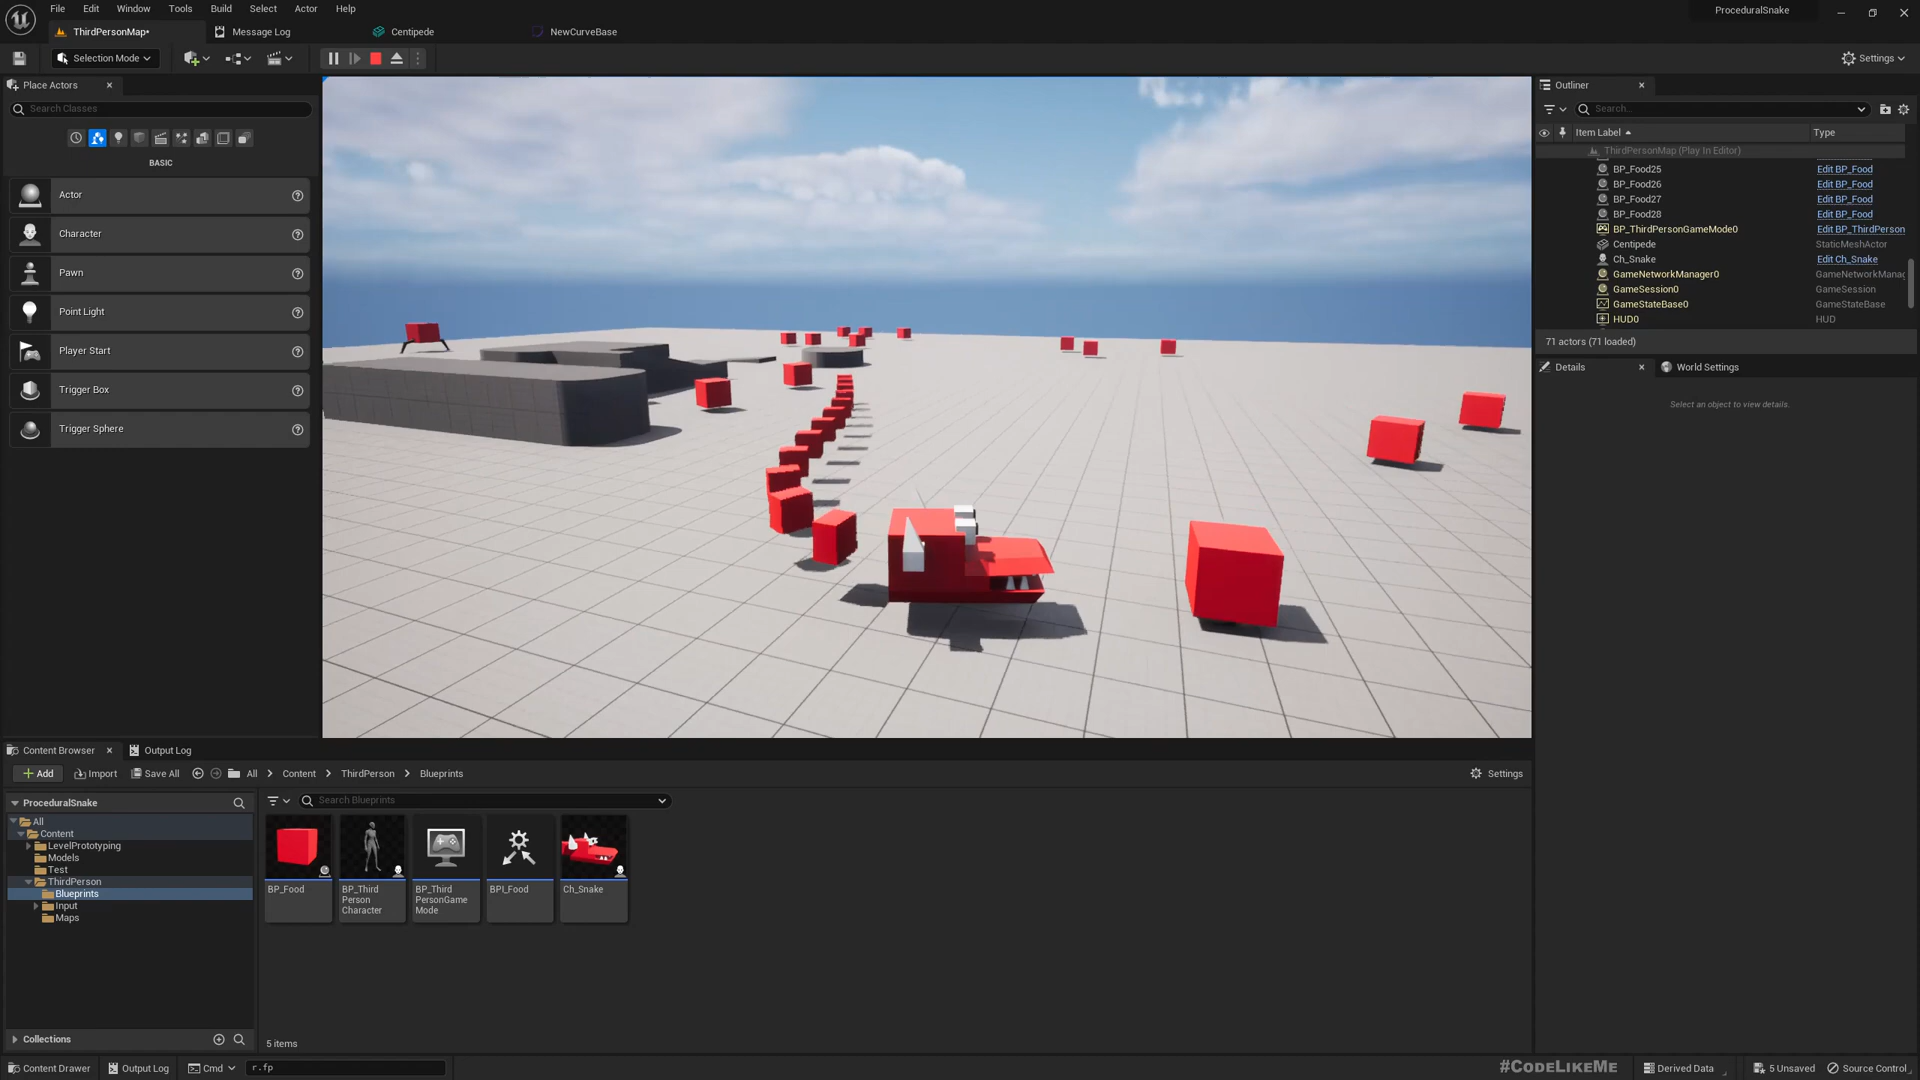 File Edit Window Tools Build Select Actor Help
ProceduralSnake
ThirdPersonMap*
Message Log
Centipede
NewCurveBase
Selection Mode
Settings
Place Actors
Search Classes
BASIC
Actor
Character
Pawn
Point Light
Player Start
Trigger Box
Trigger Sphere
Outliner
Search...
Item Label
Type
ThirdPersonMap (Play In Editor)
BP_Food25 Edit BP_Food
BP_Food26 Edit BP_Food
BP_Food27 Edit BP_Food
BP_Food28 Edit BP_Food
BP_ThirdPersonGameMode0 Edit BP_ThirdPerson
Centipede StaticMeshActor
Ch_Snake Edit Ch_Snake
GameNetworkManager0 GameNetworkMana
GameSession0 GameSession
GameStateBase0 GameStateBase
HUD0 HUD
71 actors (71 loaded)
Details
World Settings
Select an object to view details.
Content Browser
Output Log
Add
Import
Save All
All
Content
ThirdPerson
Blueprints
Settings
ProceduralSnake
Search Blueprints
All
Content
LevelPrototyping
Models
Test
ThirdPerson
Blueprints
Input
Maps
BP_Food
BP_Third
Person
Character
BP_Third
PersonGame
Mode
BPI_Food
Ch_Snake
Collections
5 items
Content Drawer
Output Log
Cmd
r.fp
#CODELIKEME
Derived Data
5 Unsaved
Source Control